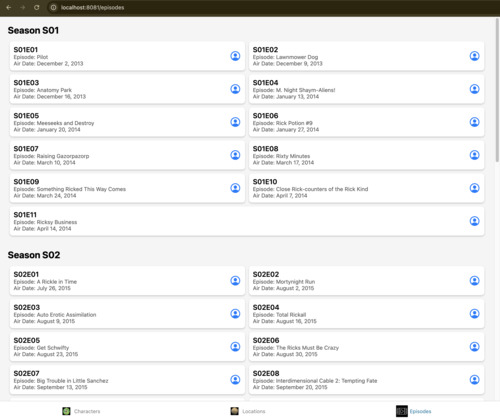 localhost:8081/episodes
Season S01
S01E01
Episode: Pilot
Air Date: December 2, 2013
S01E02
Episode: Lawnmower Dog
Air Date: December 9, 2013
S01E03
Episode: Anatomy Park
Air Date: December 16, 2013
S01E04
Episode: M. Night Shaym-Aliens!
Air Date: January 13, 2014
S01E05
Episode: Meeseeks and Destroy
Air Date: January 20, 2014
S01E06
Episode: Rick Potion #9
Air Date: January 27, 2014
S01E07
Episode: Raising Gazorpazorp
Air Date: March 10, 2014
S01E08
Episode: Rixty Minutes
Air Date: March 17, 2014
S01E09
Episode: Something Ricked This Way Comes
Air Date: March 24, 2014
S01E10
Episode: Close Rick-counters of the Rick Kind
Air Date: April 7, 2014
S01E11
Episode: Ricksy Business
Air Date: April 14, 2014
Season S02
S02E01
Episode: A Rickle in Time
Air Date: July 26, 2015
S02E02
Episode: Mortynight Run
Air Date: August 2, 2015
S02E03
Episode: Auto Erotic Assimilation
Air Date: August 9, 2015
S02E04
Episode: Total Rickall
Air Date: August 16, 2015
S02E05
Episode: Get Schwifty
Air Date: August 23, 2015
S02E06
Episode: The Ricks Must Be Crazy
Air Date: August 30, 2015
S02E07
Episode: Big Trouble in Little Sanchez
Air Date: September 13, 2015
S02E08
Episode: Interdimensional Cable 2: Tempting Fate
Air Date: September 20, 2015
Characters
Locations
Episodes